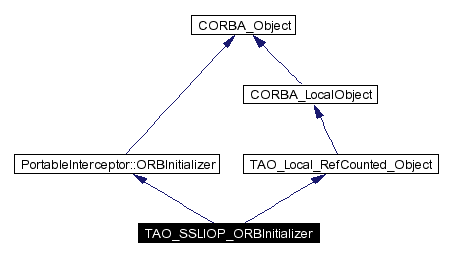 CORBA_Object
CORBA_LocalObject
PortableInterceptor::ORBInitializer
TAO_Local_RefCounted_Object
TAO_SSLIOP_ORBInitializer